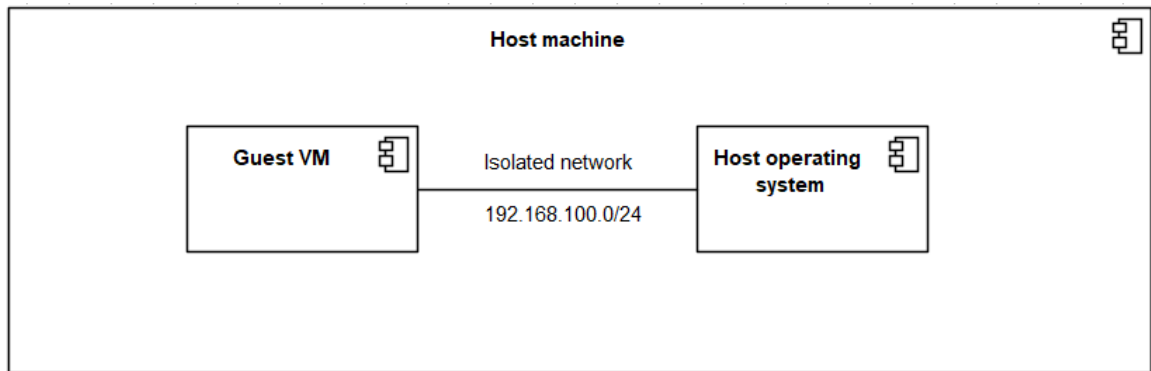 Host machine
Guest VM
Isolated network
192.168.100.0/24
Host operating
system